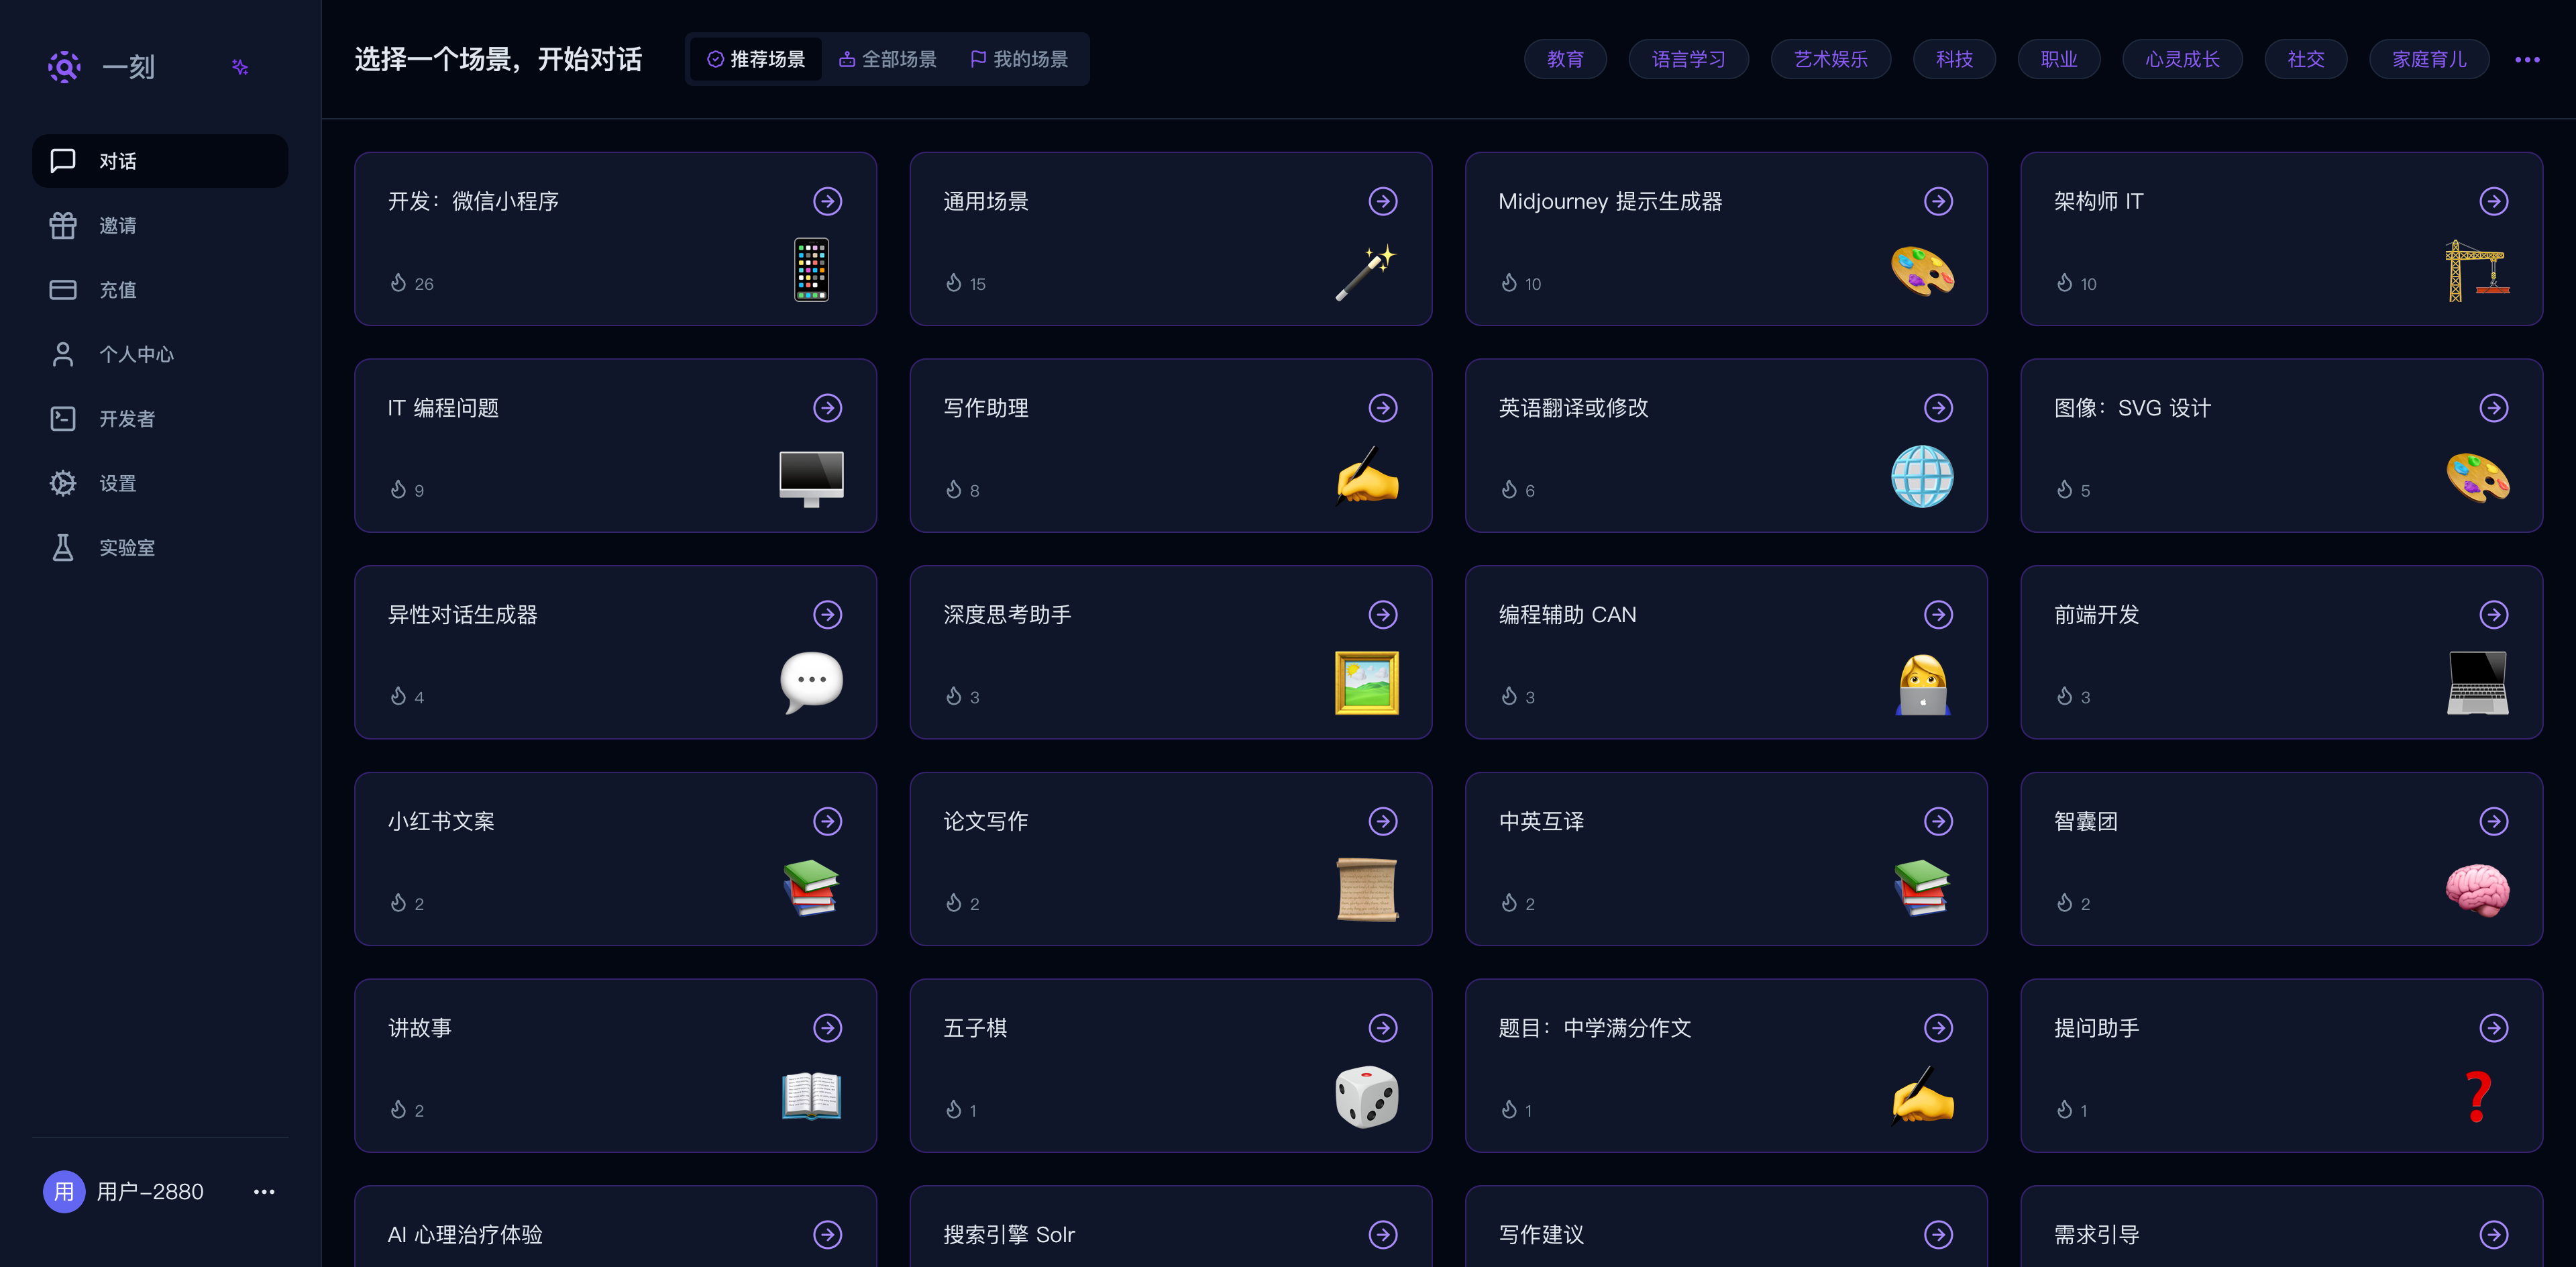 一刻
对话
邀请
充值
个人中心
开发者
设置
实验室
用 用户-2880
选择一个场景，开始对话
推荐场景 全部场景 我的场景
教育 语言学习 艺术娱乐 科技 职业 心灵成长 社交 家庭育儿
开发：微信小程序
26
通用场景
15
Midjourney 提示生成器
10
架构师 IT
10
IT 编程问题
9
写作助理
8
英语翻译或修改
6
图像：SVG 设计
5
异性对话生成器
4
深度思考助手
3
编程辅助 CAN
3
前端开发
3
小红书文案
2
论文写作
2
中英互译
2
智囊团
2
讲故事
2
五子棋
1
题目：中学满分作文
1
提问助手
1
AI 心理治疗体验
搜索引擎 Solr
写作建议
需求引导